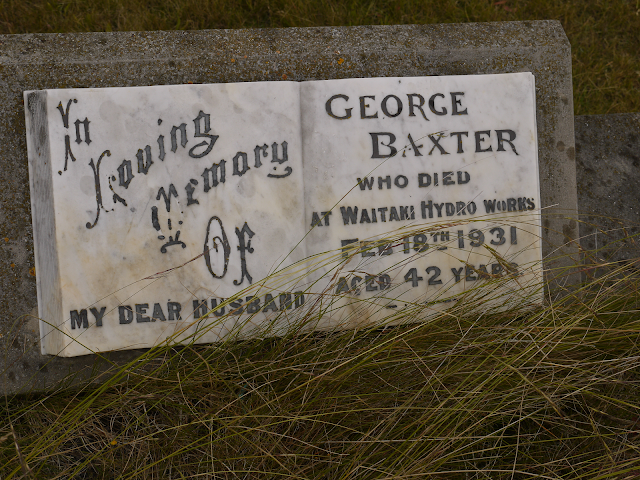 In
Loving
Memory
OF
MY DEAR HUSBAND
GEORGE
BAXTER
WHO DIED
AT WAITAKI HYDRO WORKS
FEB 18TH 1931
AGED 42 YEARS